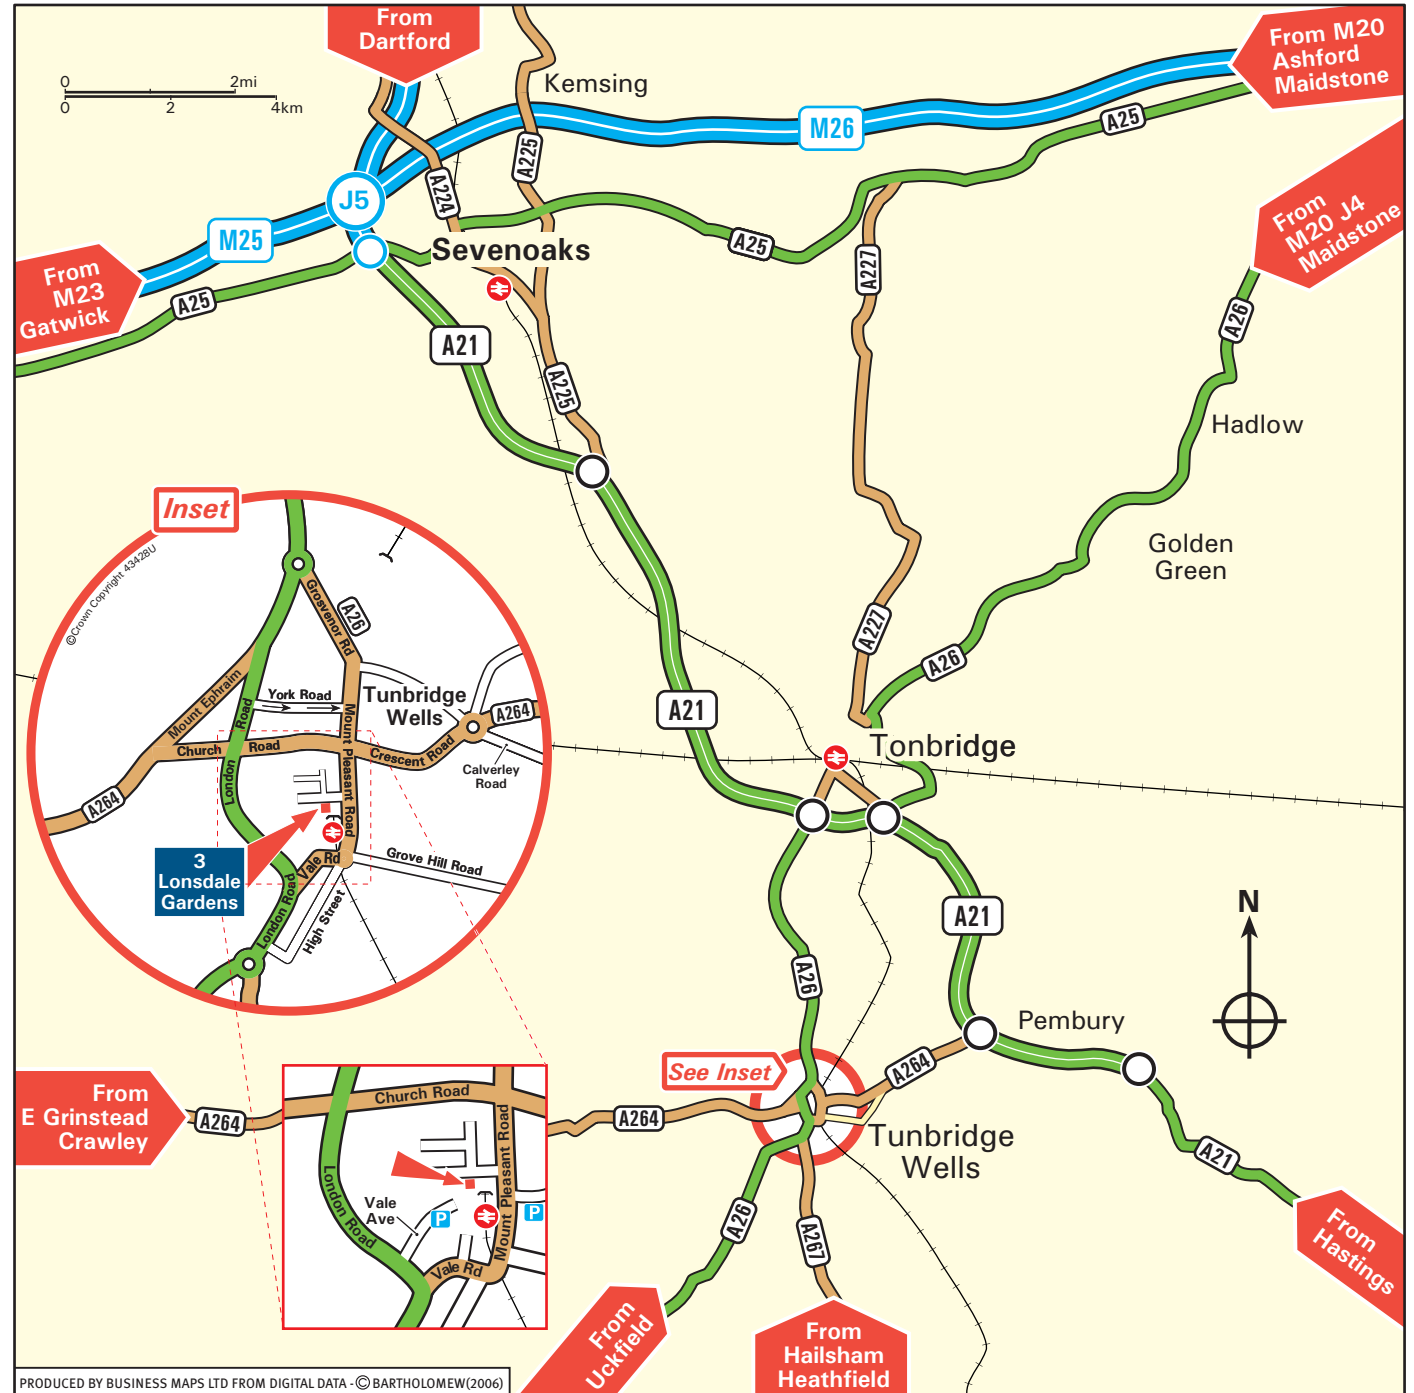 From
Dartford
From M20
Ashford
Maidstone
0 2mi
0 2 4km
Kemsing
M26
A25
A225
A224
J5
M25
From
M20 J4
Maidstone
Sevenoaks
A25
A227
From
M23
Gatwick
A25
A26
A21
A225
Hadlow
Inset
Golden
Green
©Crown Copyright 43428U
Grosvenor Rd
A26
A227
A26
Mount Ephraim
York Road
Tunbridge
Wells
A264
A21
London Road
Mount Pleasant Road
Church Road
Crescent Road
Calverley
Road
Tonbridge
A264
3
Lonsdale
Gardens
Vale Rd
Grove Hill Road
London Road
High Street
A21
N
A26
Pembury
See Inset
A264
From
E Grinstead
Crawley
A264
A264
Church Road
Mount Pleasant Road
London Road
Vale
Ave
P
P
Vale Rd
Tunbridge
Wells
A21
A26
A267
From
Hastings
From
Uckfield
From
Hailsham
Heathfield
PRODUCED BY BUSINESS MAPS LTD FROM DIGITAL DATA - © BARTHOLOMEW(2006)